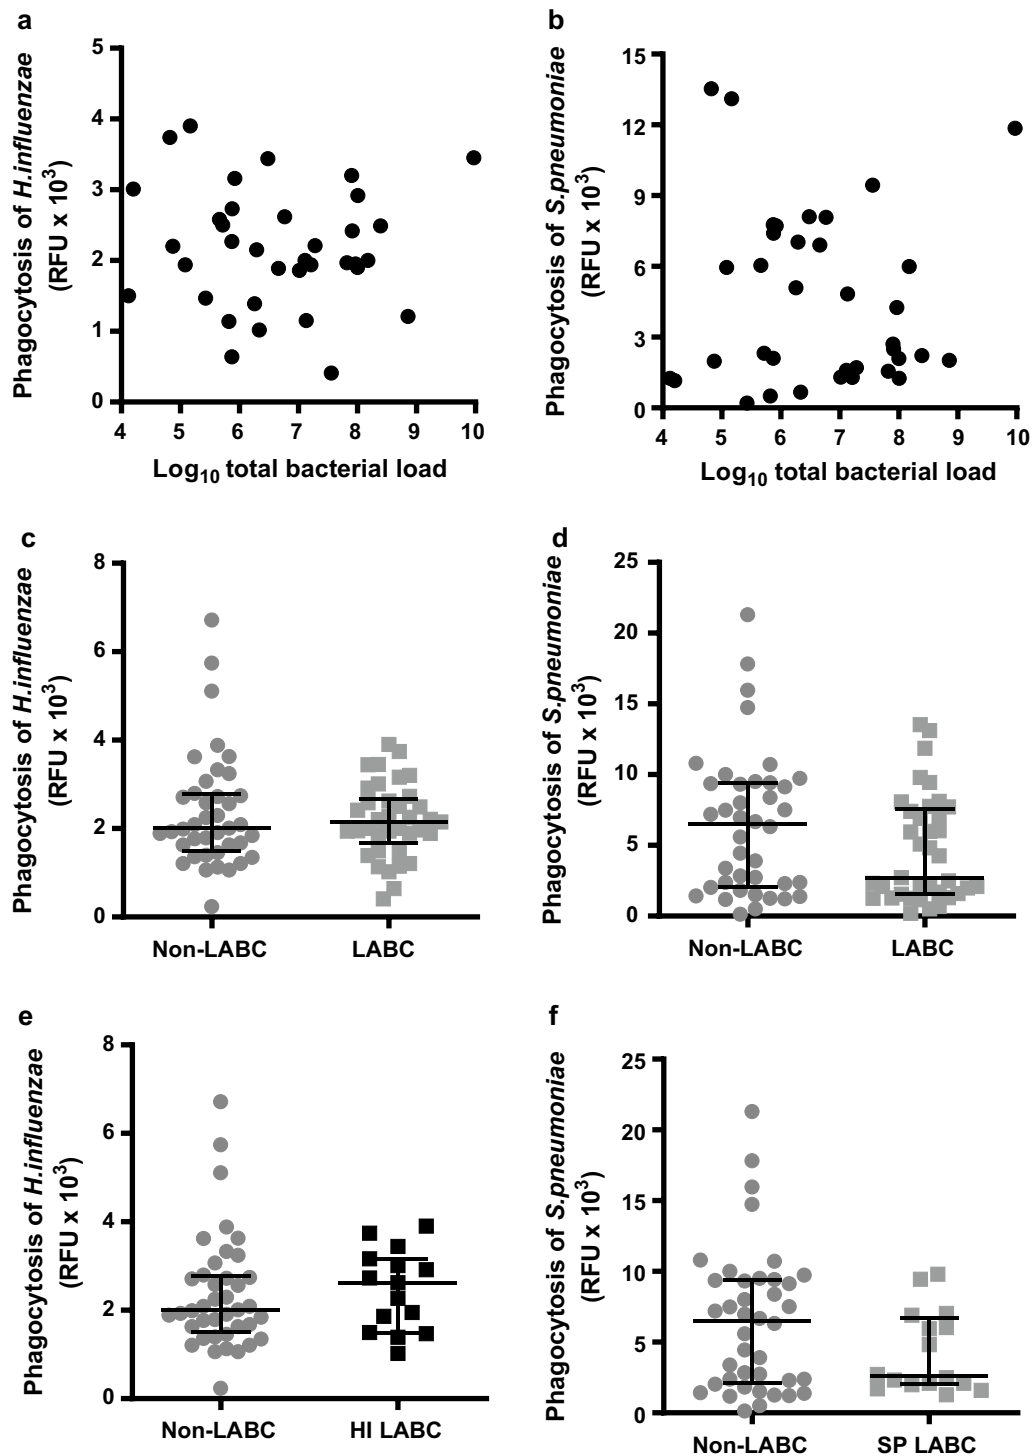 a
Phagocytosis of H.influenzae
(RFU x 10³)
5
4
3
2
1
0
4 5 6 7 8 9 10
Log₁₀ total bacterial load
b
Phagocytosis of S.pneumoniae
(RFU x 10³)
15
12
9
6
3
0
4 5 6 7 8 9 10
Log₁₀ total bacterial load
c
Phagocytosis of H.influenzae
(RFU x 10³)
8
6
4
2
0
Non-LABC LABC
d
Phagocytosis of S.pneumoniae
(RFU x 10³)
25
20
15
10
5
0
Non-LABC LABC
e
Phagocytosis of H.influenzae
(RFU x 10³)
8
6
4
2
0
Non-LABC HI LABC
f
Phagocytosis of S.pneumoniae
(RFU x 10³)
25
20
15
10
5
0
Non-LABC SP LABC